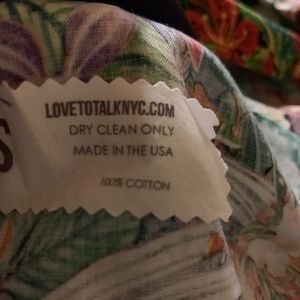 LOVETOTALKNYC.COM
DRY CLEAN ONLY
MADE IN THE USA
100% COTTON